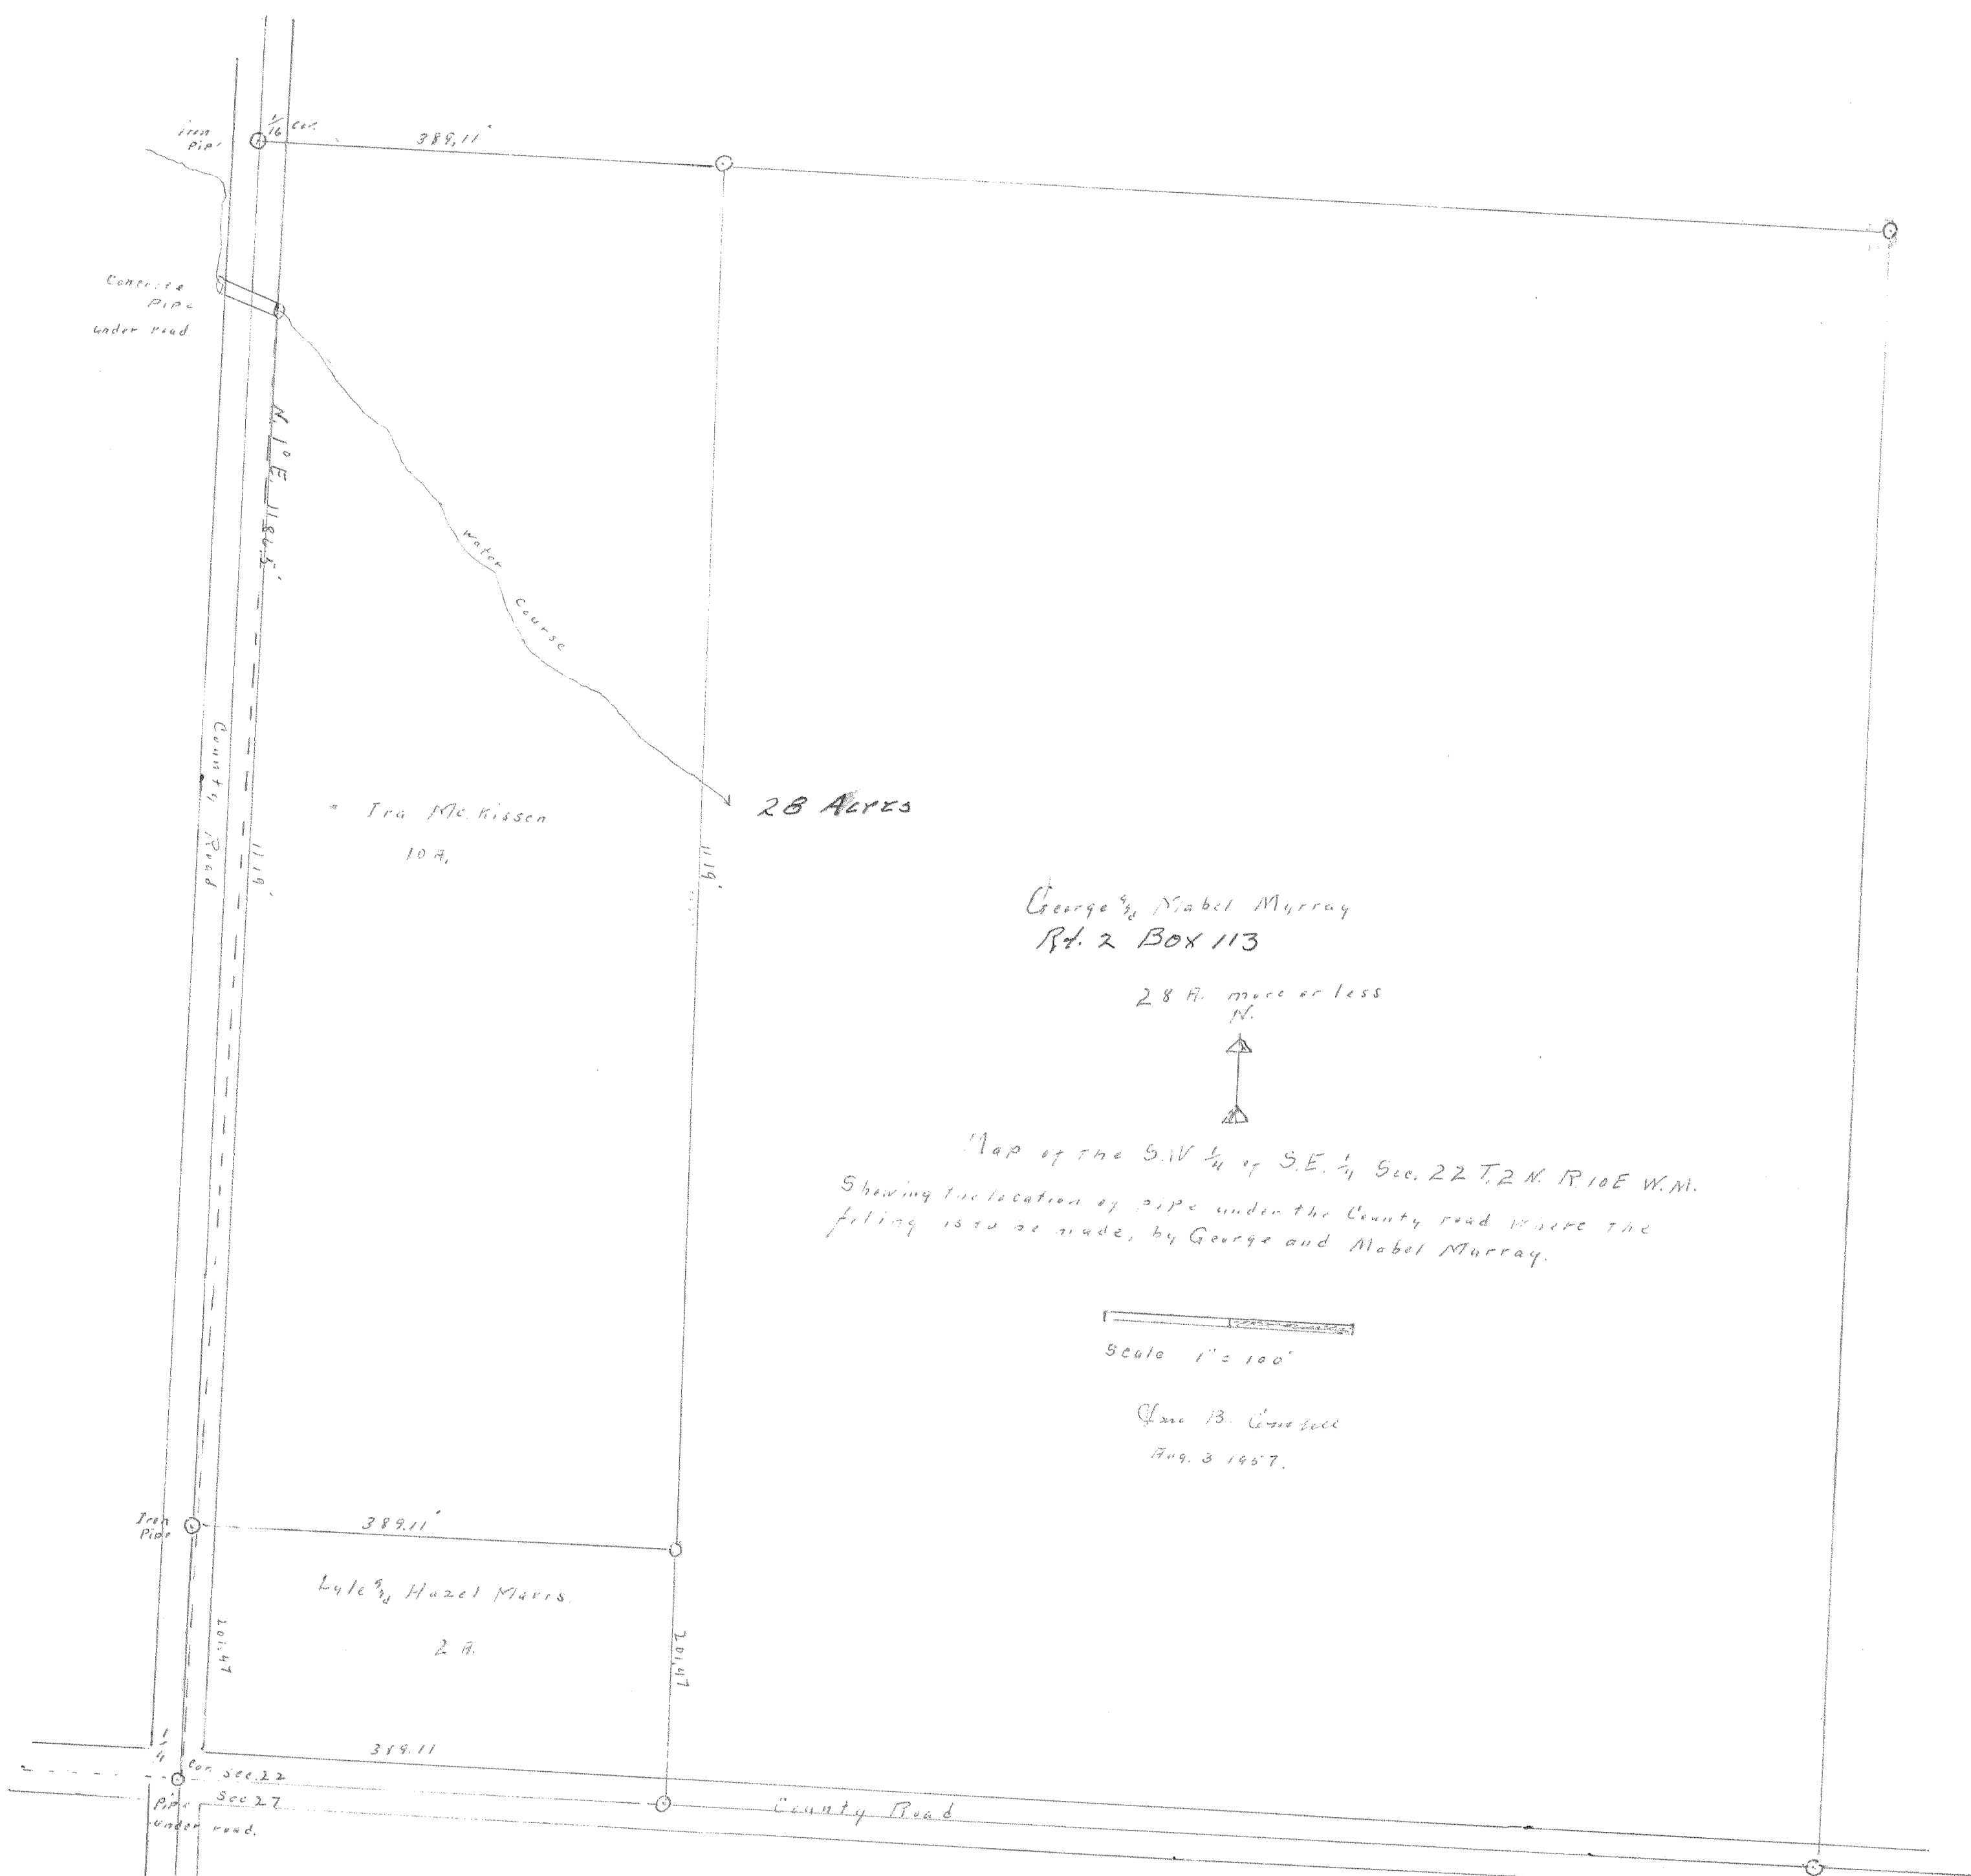 1/16 Cor.
iron
Pipe
389.11'
Concrete
Pipe
under road.
N. 1° E. 1186.5'
water
course
County Road
1119'
Ira Mc.Kissen
10 A.
28 Acres
1119'
George and Mabel Murray
Rt. 2 Box 113
28 A. more or less
N.
Map of the S.W 1/4 of S.E. 1/4 Sec. 22 T.2 N. R.10E W.M.
Showing the location of pipe under the County road where the
filing is to be made, by George and Mabel Murray.
Scale 1" = 100'
B.
Aug. 3 1957.
Iron
Pipe
389.11'
Lyle and Hazel Marrs.
2 A.
201.47
201.47
389.11
1/4
Cor. Sec. 22
Sec 27
Pipe
under road.
County Road